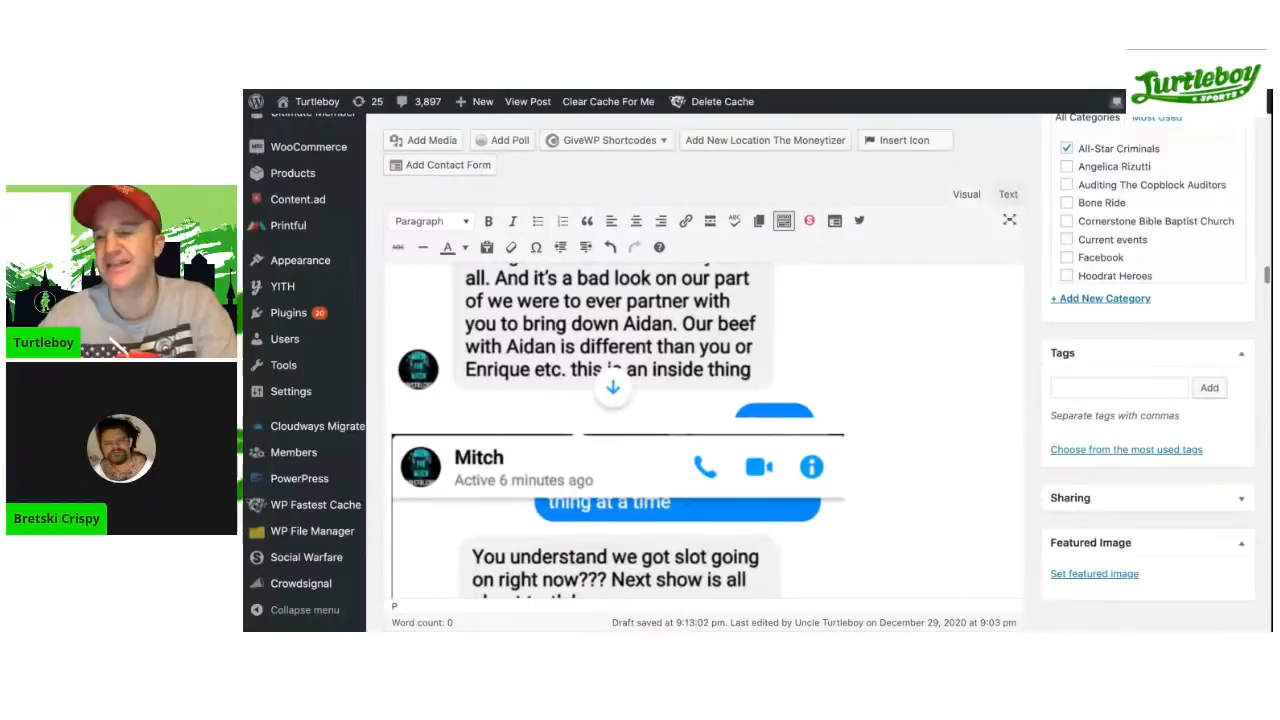 Turtleboy
SPORTS
Turtleboy 25 3,897 New View Post Clear Cache For Me Delete Cache
Ultimate Member
WooCommerce
Products
Content.ad
Printful
Appearance
YITH
Plugins 20
Users
Tools
Settings
Cloudways Migrate
Members
PowerPress
WP Fastest Cache
WP File Manager
Social Warfare
Crowdsignal
Collapse menu
Turtleboy
Bretski Crispy
Add Media Add Poll GiveWP Shortcodes Add New Location The Moneytizer Insert Icon
Add Contact Form
Visual Text
Paragraph B I
ABC A
all. And it's a bad look on our part
of we were to ever partner with
you to bring down Aidan. Our beef
with Aidan is different than you or
Enrique etc. this is an inside thing
Mitch
Active 6 minutes ago
thing at a time
You understand we got slot going
on right now??? Next show is all
P
Word count: 0 Draft saved at 9:13:02 pm. Last edited by Uncle Turtleboy on December 29, 2020 at 9:03 pm
All Categories Most Used
All-Star Criminals
Angelica Rizutti
Auditing The Copblock Auditors
Bone Ride
Cornerstone Bible Baptist Church
Current events
Facebook
Hoodrat Heroes
+ Add New Category
Tags
Add
Separate tags with commas
Choose from the most used tags
Sharing
Featured Image
Set featured image